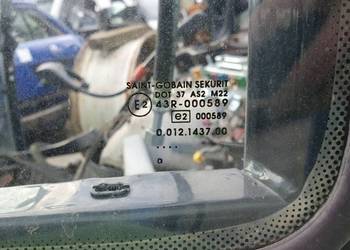 SAINT-GOBAIN SEKURIT
DOT 37 AS2 M22
E2 43R-000589
e2 000589
0.012.1437.00